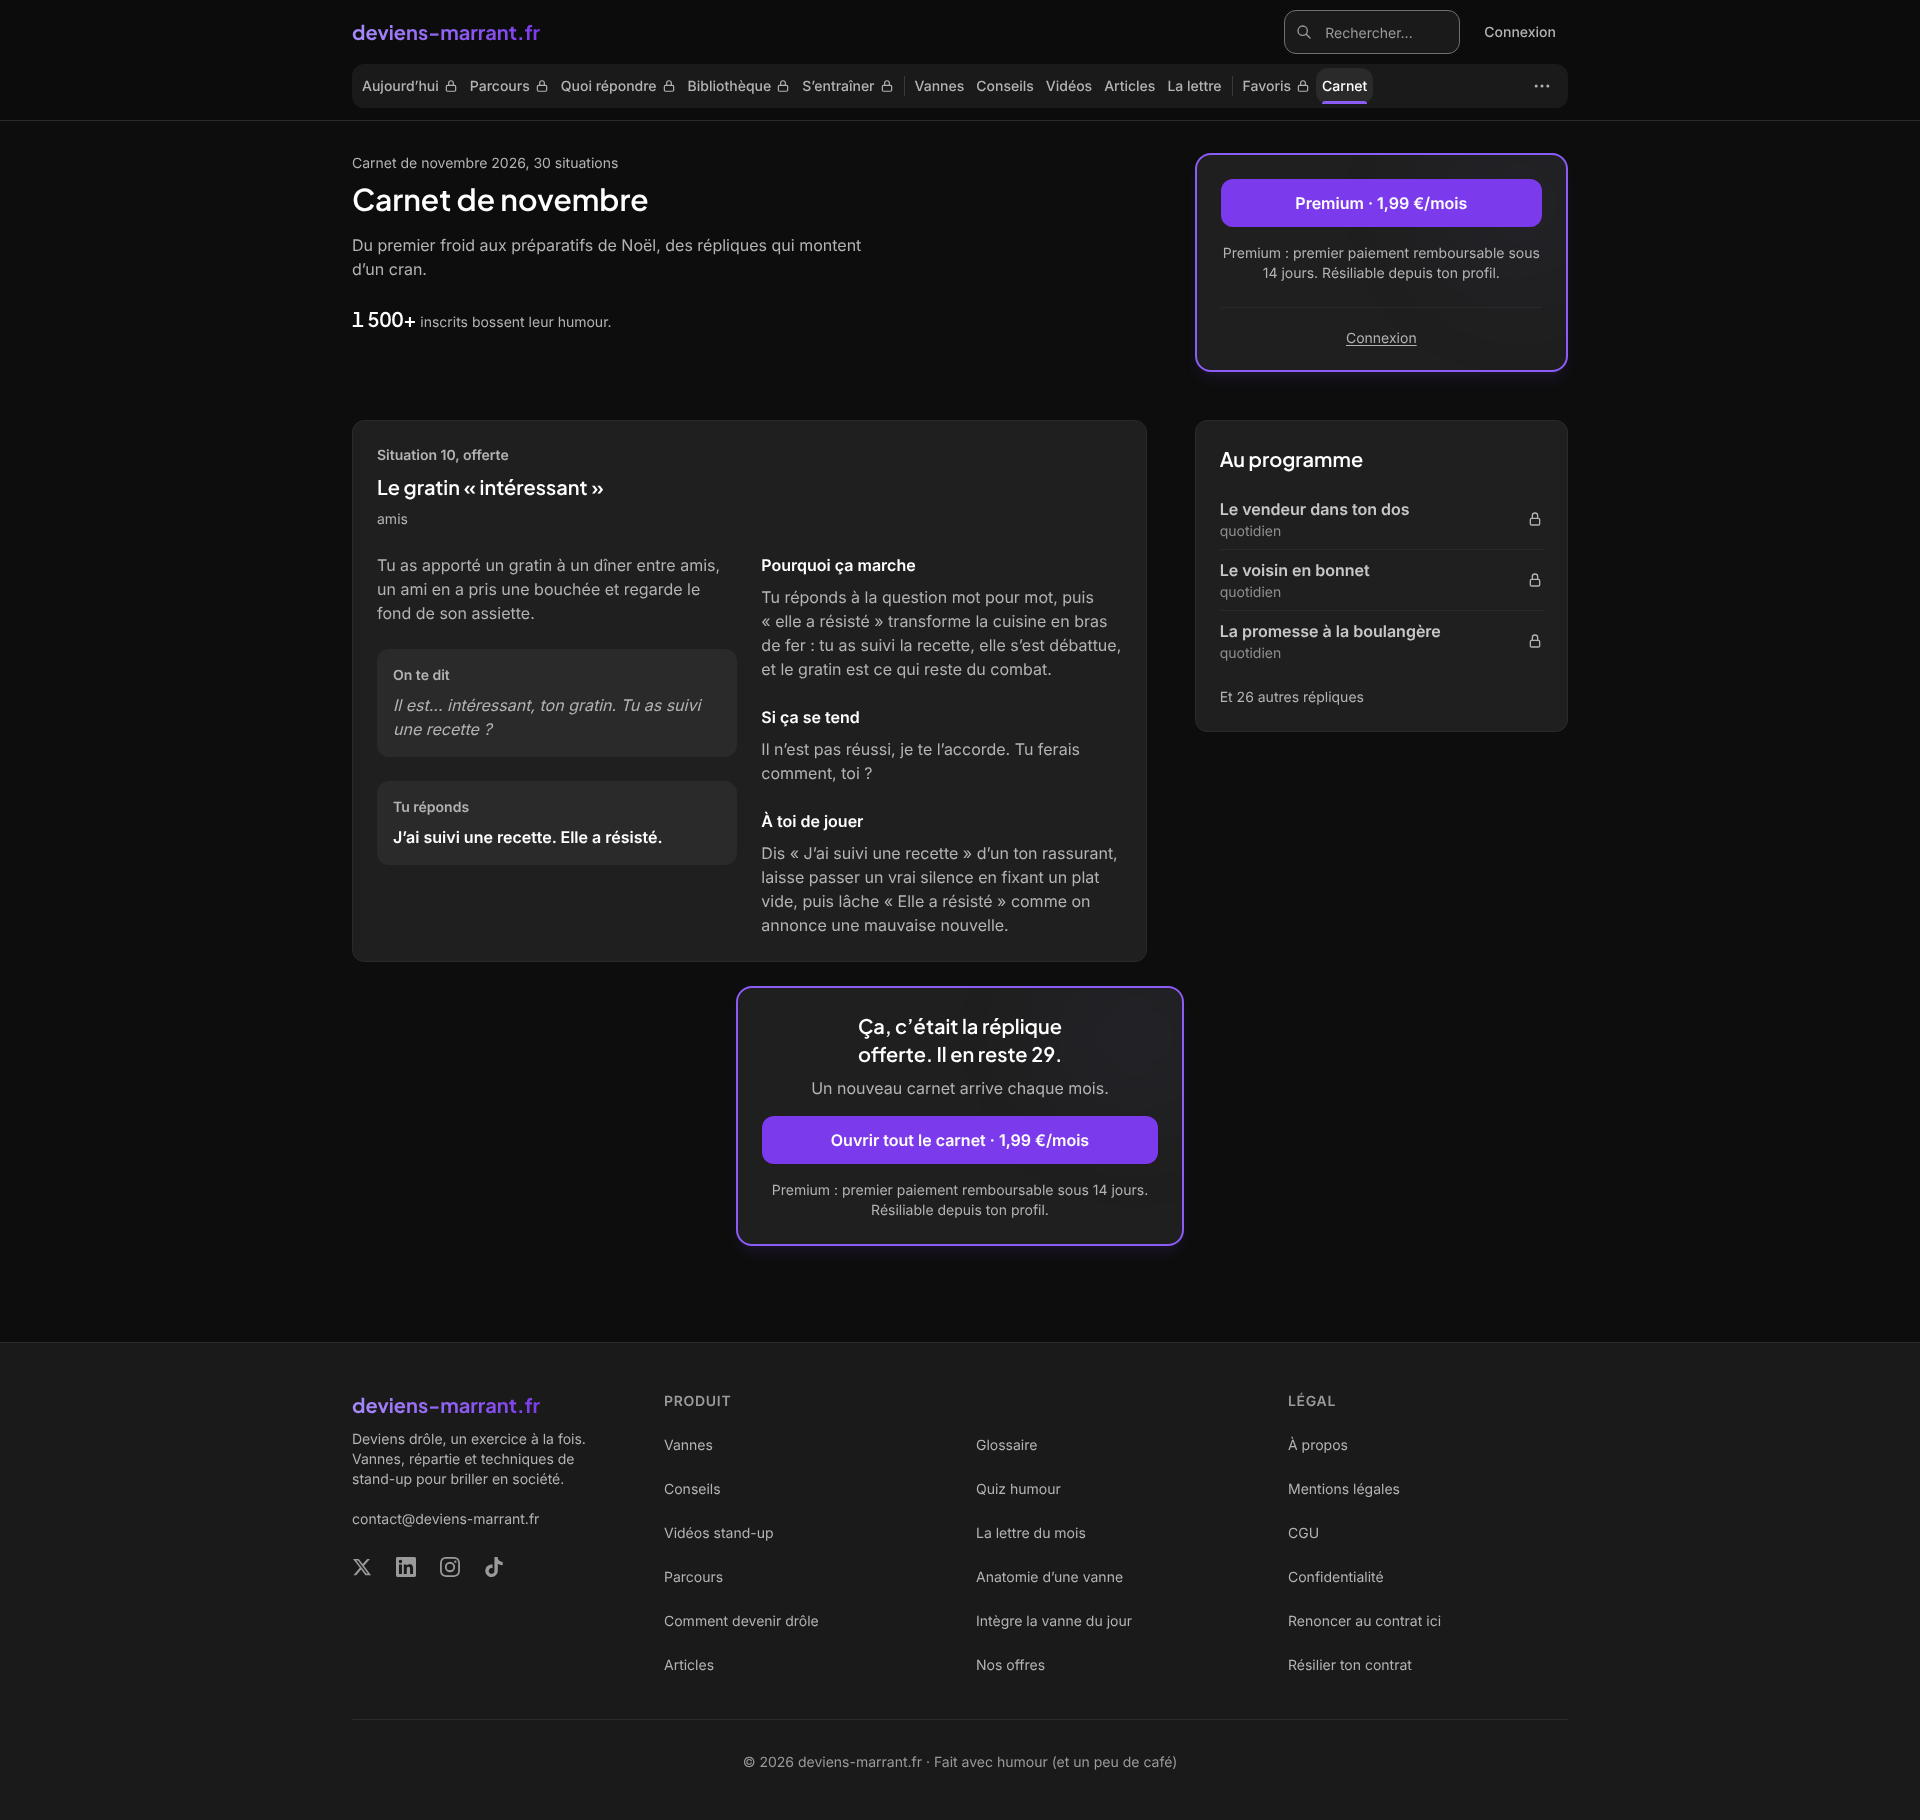 deviens-marrant.fr
Rechercher...
Connexion
Aujourd’hui
Parcours
Quoi répondre
Bibliothèque
S’entraîner
Vannes
Conseils
Vidéos
Articles
La lettre
Favoris
Carnet
Carnet de novembre 2026, 30 situations
Carnet de novembre
Du premier froid aux préparatifs de Noël, des répliques qui montent
d’un cran.
1 500+ inscrits bossent leur humour.
Premium · 1,99 €/mois
Premium : premier paiement remboursable sous
14 jours. Résiliable depuis ton profil.
Connexion
Situation 10, offerte
Le gratin « intéressant »
amis
Tu as apporté un gratin à un dîner entre amis,
un ami en a pris une bouchée et regarde le
fond de son assiette.
On te dit
Il est... intéressant, ton gratin. Tu as suivi
une recette ?
Tu réponds
J’ai suivi une recette. Elle a résisté.
Pourquoi ça marche
Tu réponds à la question mot pour mot, puis
« elle a résisté » transforme la cuisine en bras
de fer : tu as suivi la recette, elle s’est débattue,
et le gratin est ce qui reste du combat.
Si ça se tend
Il n’est pas réussi, je te l’accorde. Tu ferais
comment, toi ?
À toi de jouer
Dis « J’ai suivi une recette » d’un ton rassurant,
laisse passer un vrai silence en fixant un plat
vide, puis lâche « Elle a résisté » comme on
annonce une mauvaise nouvelle.
Au programme
Le vendeur dans ton dos
quotidien
Le voisin en bonnet
quotidien
La promesse à la boulangère
quotidien
Et 26 autres répliques
Ça, c’était la réplique
offerte. Il en reste 29.
Un nouveau carnet arrive chaque mois.
Ouvrir tout le carnet · 1,99 €/mois
Premium : premier paiement remboursable sous 14 jours.
Résiliable depuis ton profil.
deviens-marrant.fr
Deviens drôle, un exercice à la fois.
Vannes, répartie et techniques de
stand-up pour briller en société.
contact@deviens-marrant.fr
PRODUIT
Vannes
Conseils
Vidéos stand-up
Parcours
Comment devenir drôle
Articles
Glossaire
Quiz humour
La lettre du mois
Anatomie d’une vanne
Intègre la vanne du jour
Nos offres
LÉGAL
À propos
Mentions légales
CGU
Confidentialité
Renoncer au contrat ici
Résilier ton contrat
© 2026 deviens-marrant.fr · Fait avec humour (et un peu de café)